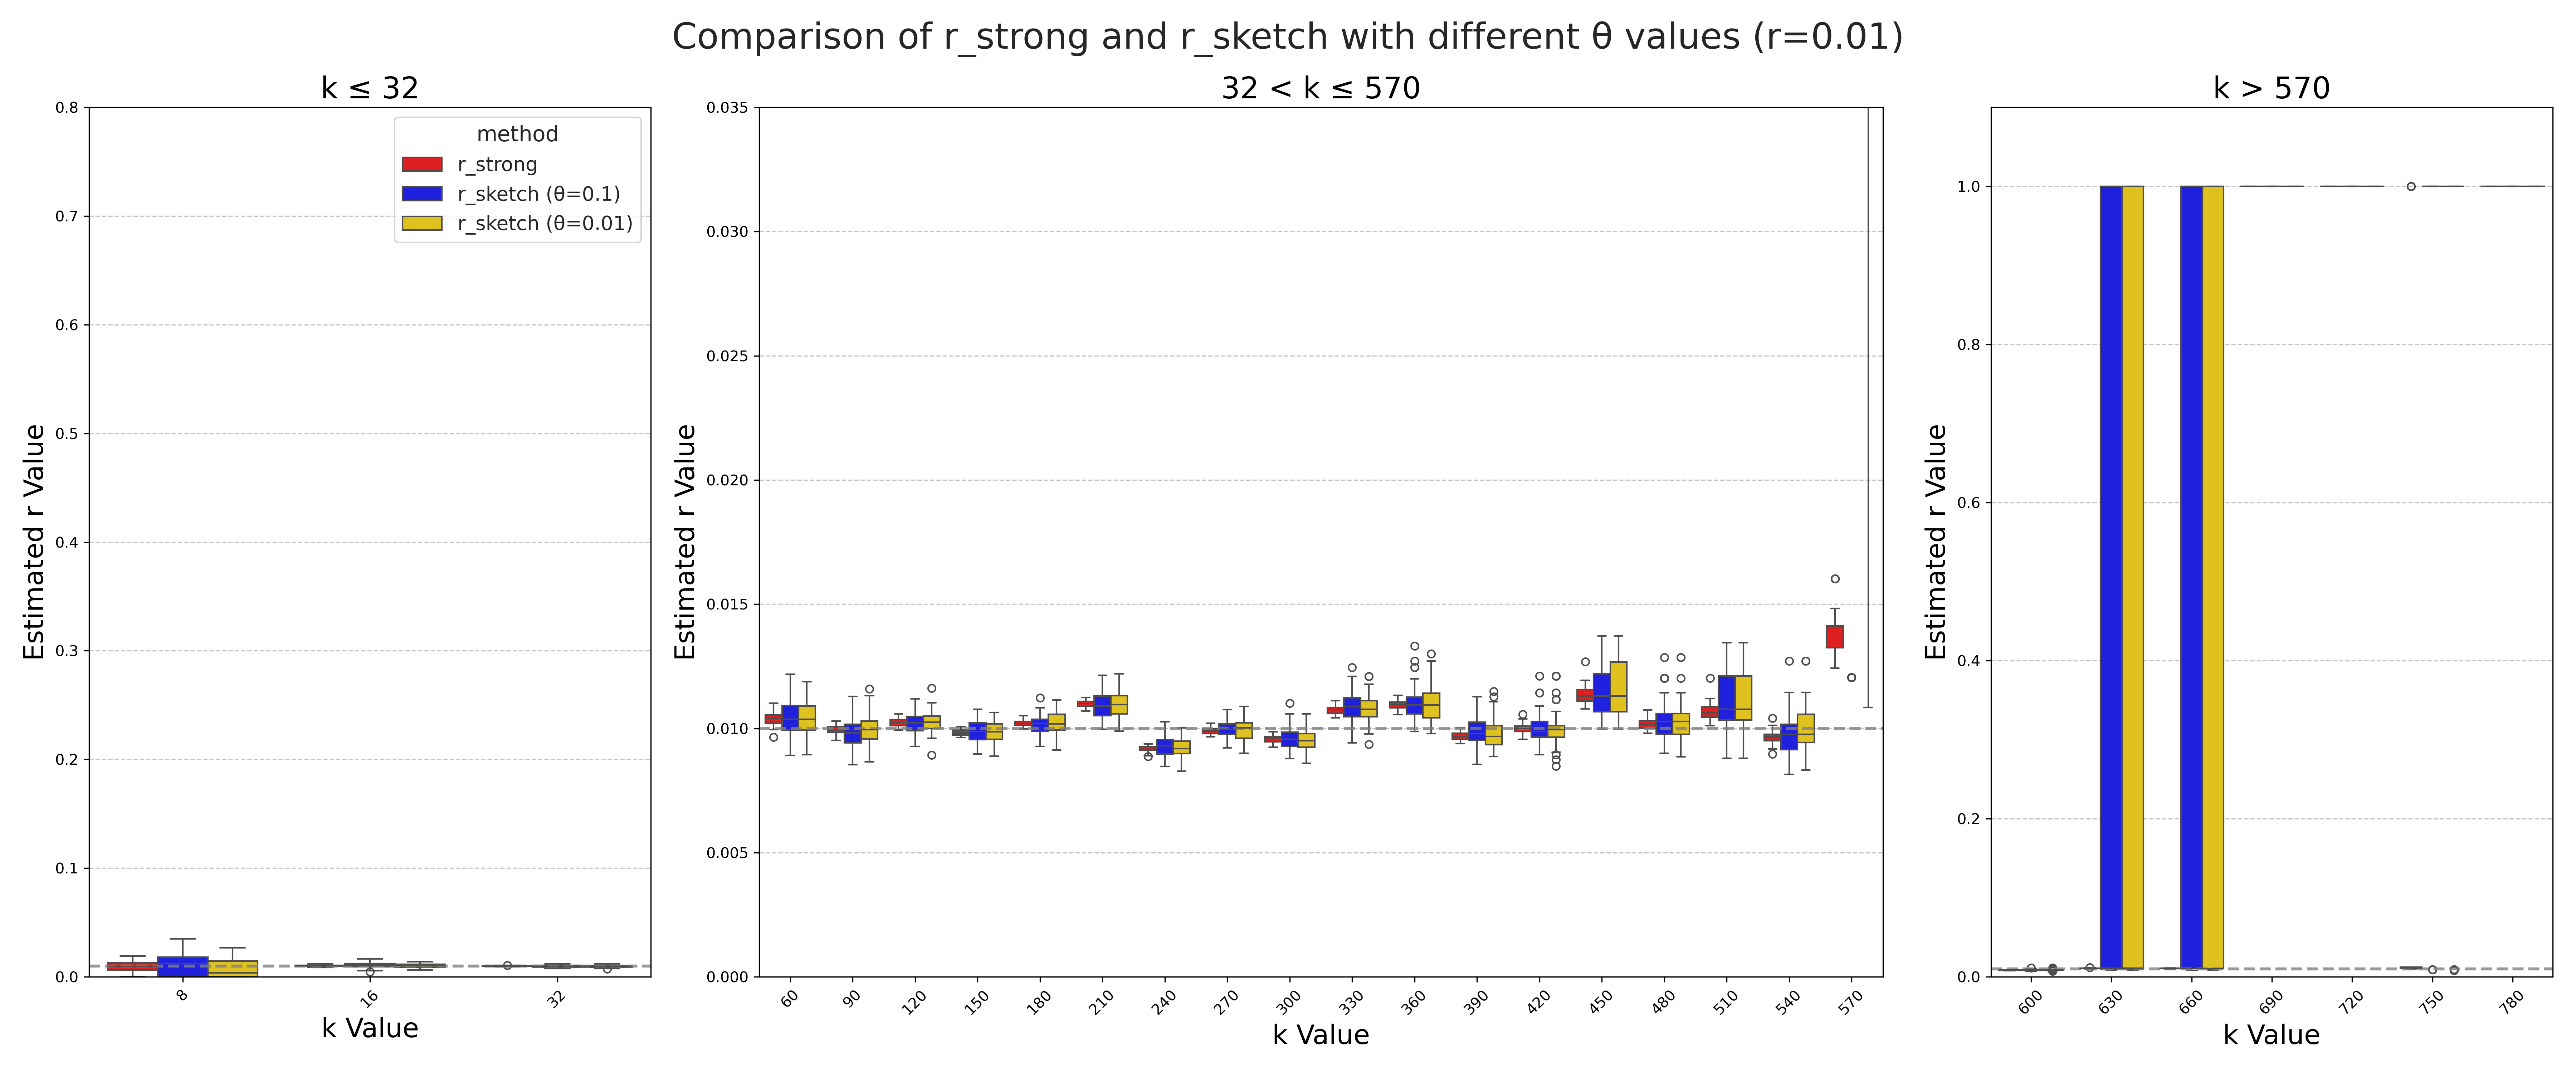 Comparison of r_strong and r_sketch with different θ values (r=0.01)
k ≤ 32
Estimated r Value
0.8
0.7
0.6
0.5
0.4
0.3
0.2
0.1
0.0
method
r_strong
r_sketch (θ=0.1)
r_sketch (θ=0.01)
8 16 32
k Value
32 < k ≤ 570
Estimated r Value
0.035
0.030
0.025
0.020
0.015
0.010
0.005
0.000
60 90 120 150 180 210 240 270 300 330 360 390 420 450 480 510 540 570
k Value
k > 570
Estimated r Value
1.0
0.8
0.6
0.4
0.2
0.0
600 630 660 690 720 750 780
k Value